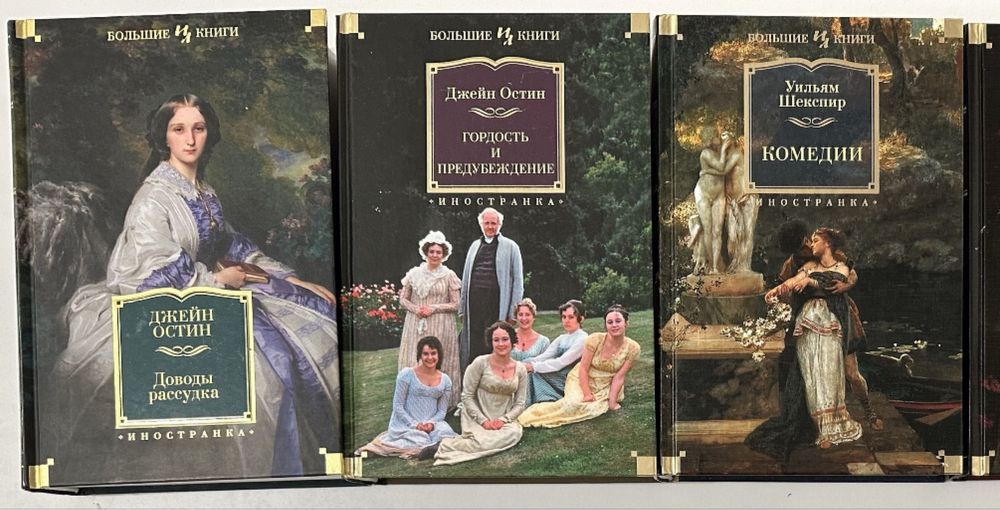 БОЛЬШИЕ КНИГИ
ДЖЕЙН
ОСТИН
Доводы
рассудка
ИНОСТРАНКА
БОЛЬШИЕ КНИГИ
Джейн Остин
ГОРДОСТЬ
И
ПРЕДУБЕЖДЕНИЕ
ИНОСТРАНКА
БОЛЬШИЕ КНИГИ
Уильям
Шекспир
КОМЕДИИ
ИНОСТРАНКА